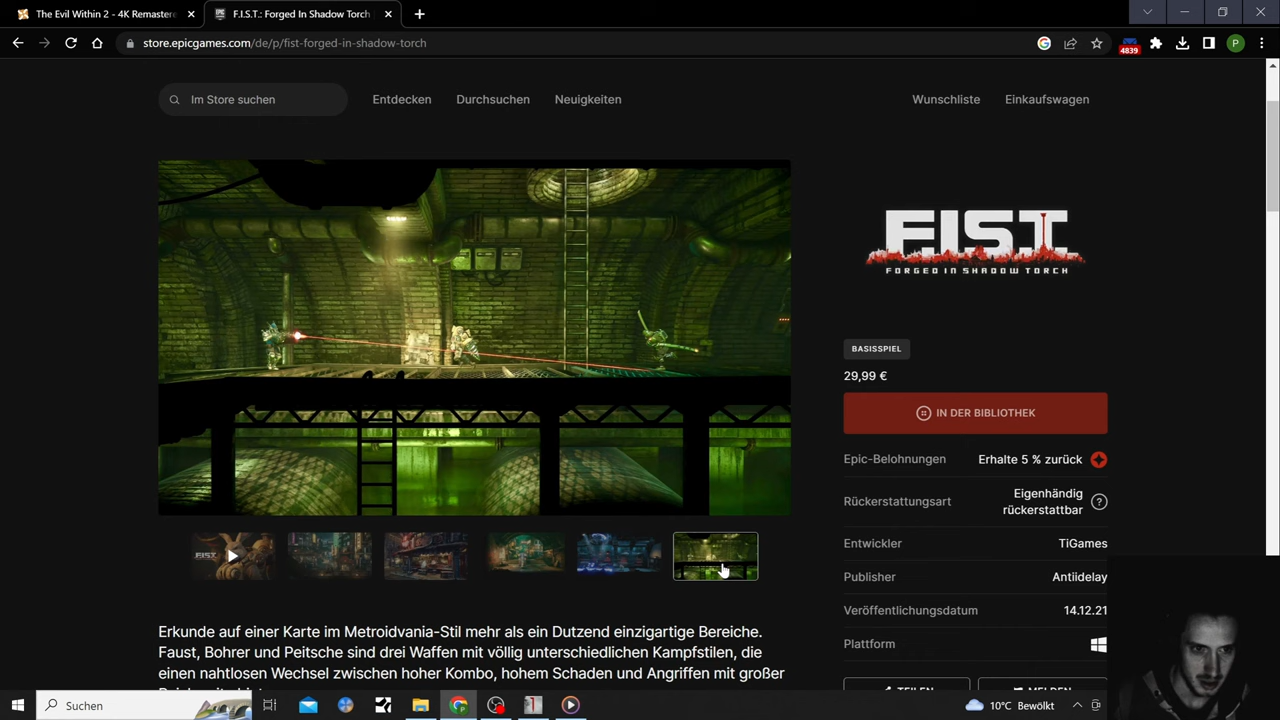 The Evil Within 2 - 4K Remastere
F.I.S.T.: Forged In Shadow Torch
store.epicgames.com/de/p/fist-forged-in-shadow-torch
4839
P
Im Store suchen
Entdecken
Durchsuchen
Neuigkeiten
Wunschliste
Einkaufswagen
F.I.S.T.
FORGED IN SHADOW TORCH
BASISSPIEL
29,99 €
IN DER BIBLIOTHEK
Epic-Belohnungen
Erhalte 5 % zurück
Rückerstattungsart
Eigenhändig
rückerstattbar
Entwickler
TiGames
Publisher
Antiidelay
Veröffentlichungsdatum
14.12.21
Plattform
TEILEN
MELDEN
FIST
Erkunde auf einer Karte im Metroidvania-Stil mehr als ein Dutzend einzigartige Bereiche.
Faust, Bohrer und Peitsche sind drei Waffen mit völlig unterschiedlichen Kampfstilen, die
einen nahtlosen Wechsel zwischen hoher Kombo, hohem Schaden und Angriffen mit großer
Suchen
10°C Bewölkt